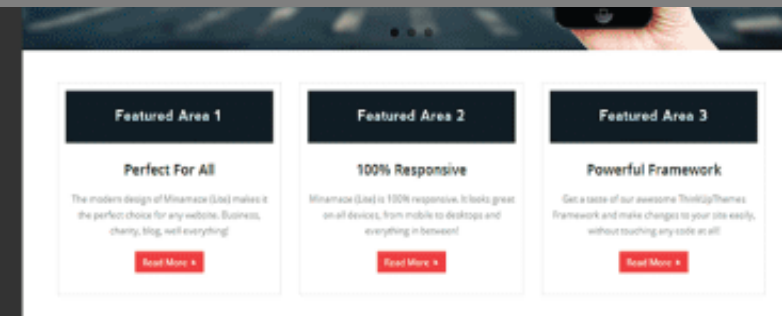 Featured Area 1
Perfect For All
The modern design of Minamaze (Lite) makes it
the perfect choice for any website. Business,
charity, blog, well everything!
Read More
Featured Area 2
100% Responsive
Minamaze (Lite) is 100% responsive. It looks great
on all devices, from mobile to desktops and
everything in between!
Read More
Featured Area 3
Powerful Framework
Get a taste of our awesome ThinkUpThemes
Framework and make changes to your site easily,
without touching any code at all!
Read More